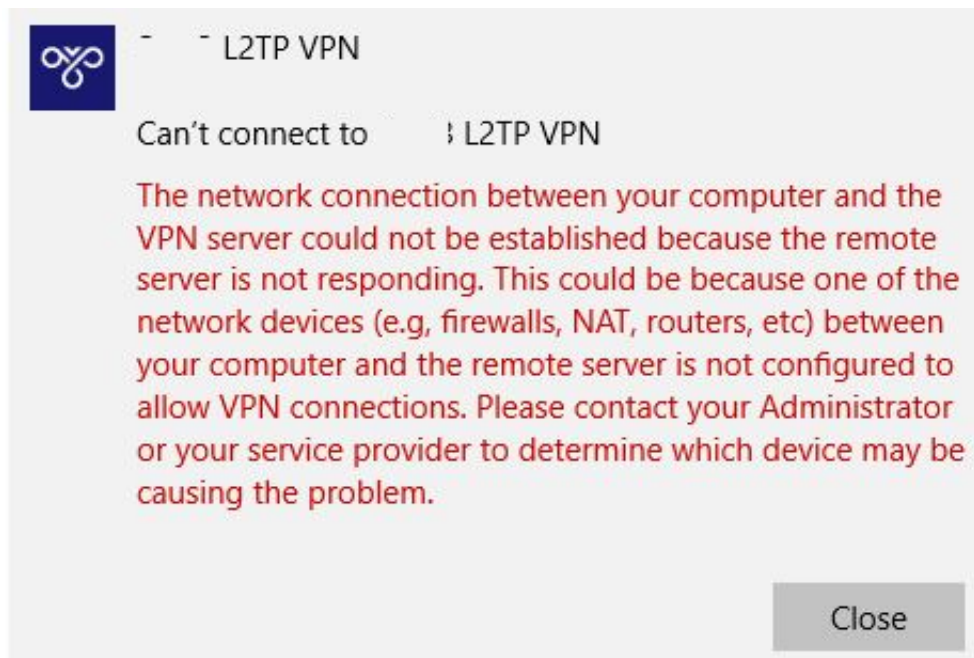 L2TP VPN
Can't connect to L2TP VPN
The network connection between your computer and the
VPN server could not be established because the remote
server is not responding. This could be because one of the
network devices (e.g, firewalls, NAT, routers, etc) between
your computer and the remote server is not configured to
allow VPN connections. Please contact your Administrator
or your service provider to determine which device may be
causing the problem.
Close